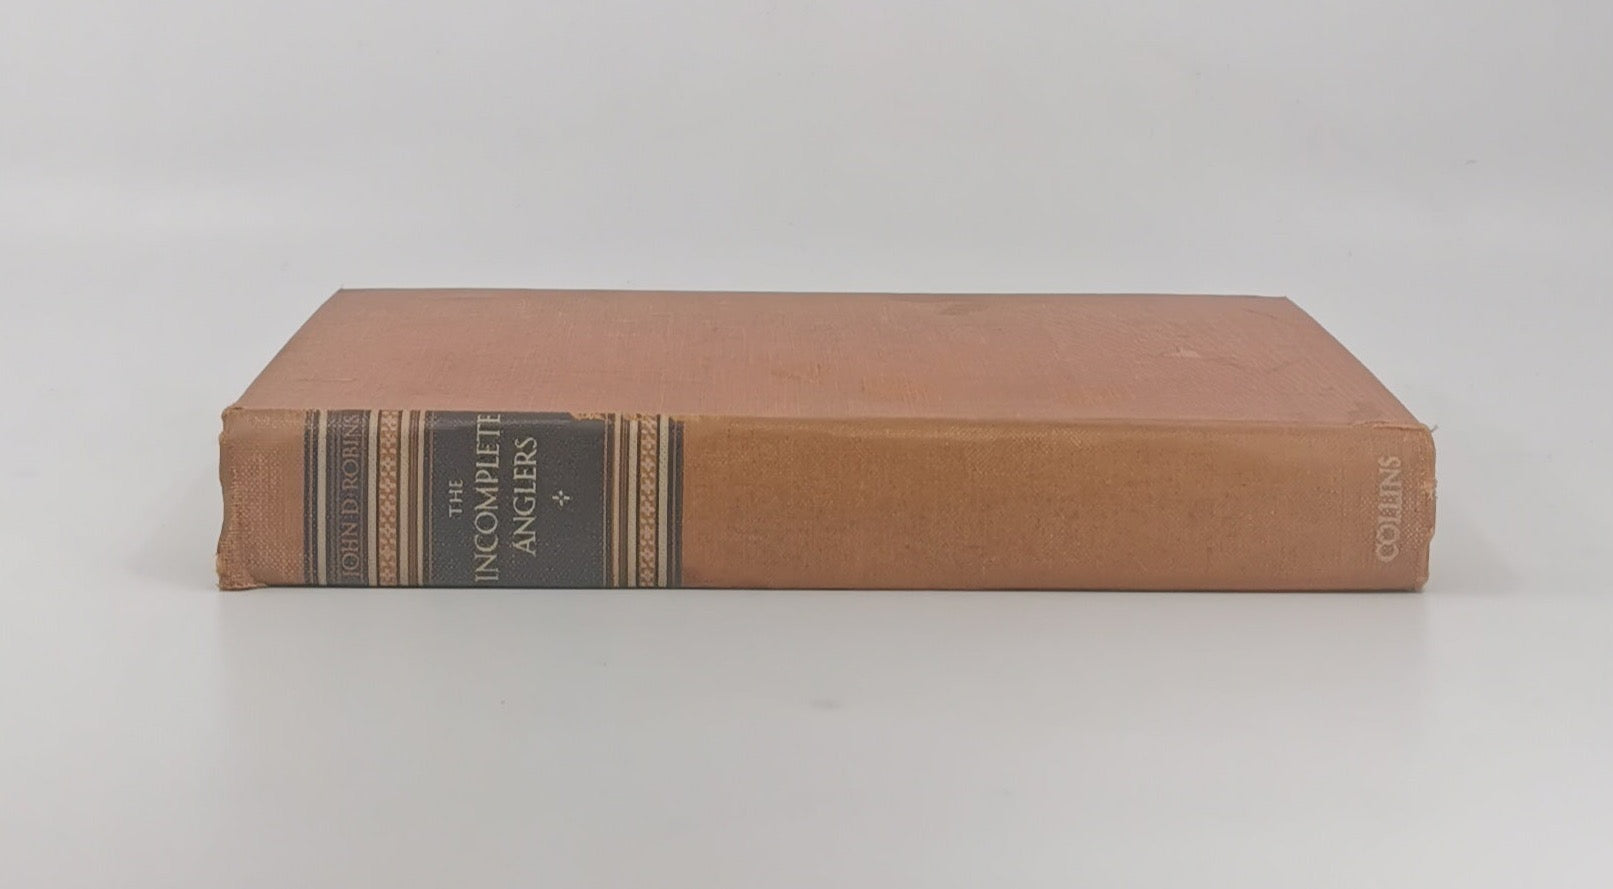 JOHN·D·ROBINS
THE
INCOMPLETE
ANGLERS
COLLINS